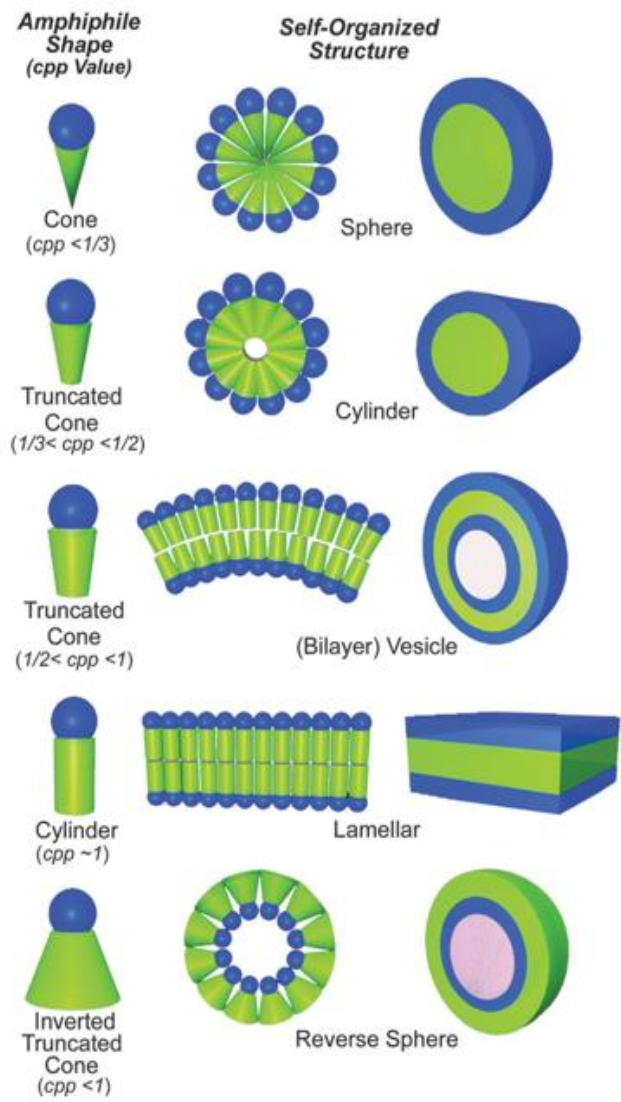 Amphiphile
Shape
(cpp Value)
Self-Organized
Structure
Cone
(cpp <1/3)
Sphere
Truncated
Cone
(1/3< cpp <1/2)
Cylinder
Truncated
Cone
(1/2< cpp <1)
(Bilayer) Vesicle
Cylinder
(cpp ~1)
Lamellar
Inverted
Truncated
Cone
(cpp <1)
Reverse Sphere